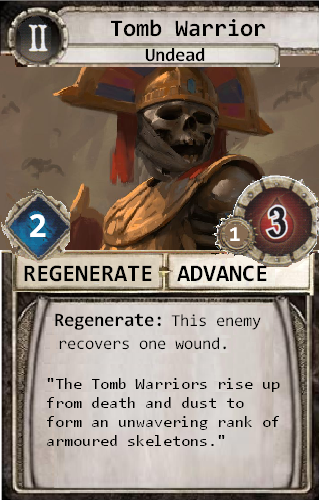 II
Tomb Warrior
Undead
2
1
3
REGENERATE
ADVANCE
Regenerate: This enemy
recovers one wound.
"The Tomb Warriors rise up
from death and dust to
form an unwavering rank of
armoured skeletons."